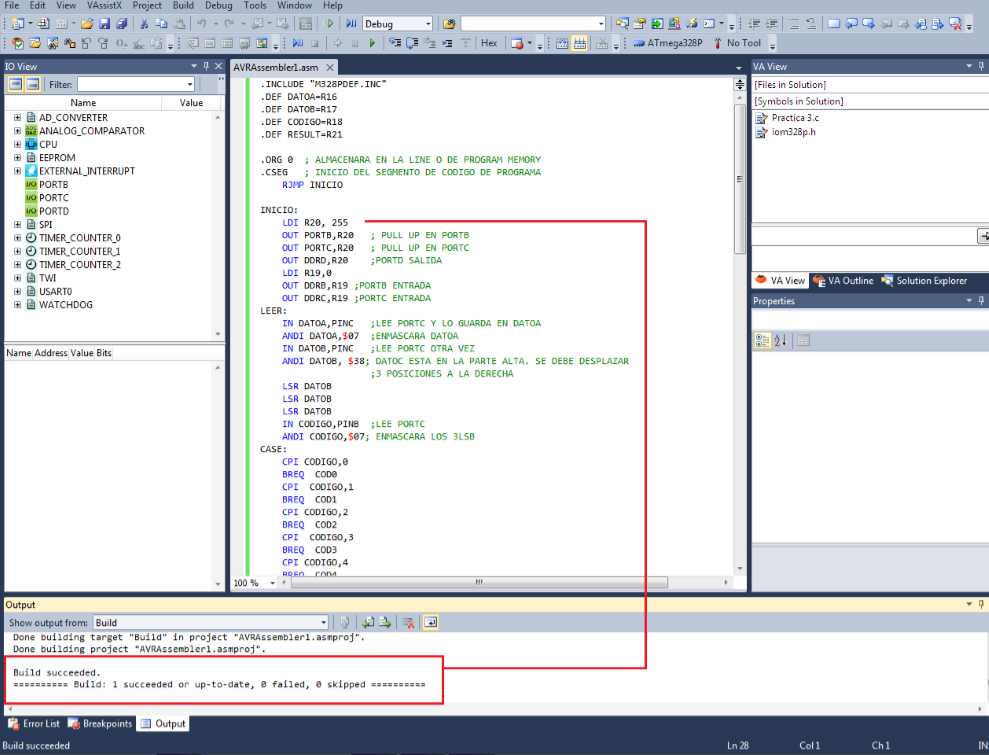 File Edit View VAssistX Project Build Debug Tools Window Help
Debug
Hex ATmega328P No Tool
IO View
Filter:
Name Value
AD_CONVERTER
ANALOG_COMPARATOR
CPU
EEPROM
EXTERNAL_INTERRUPT
I/O PORTB
I/O PORTC
I/O PORTD
SPI
TIMER_COUNTER_0
TIMER_COUNTER_1
TIMER_COUNTER_2
TWI
USART0
WATCHDOG
Name Address Value Bits
AVRAssembler1.asm
.INCLUDE "M328PDEF.INC"
.DEF DATOA=R16
.DEF DATOB=R17
.DEF CODIGO=R18
.DEF RESULT=R21
.ORG 0 ; ALMACENARA EN LA LINE O DE PROGRAM MEMORY
.CSEG ; INICIO DEL SEGMENTO DE CODIGO DE PROGRAMA
RJMP INICIO
INICIO:
LDI R20, 255
OUT PORTB,R20 ; PULL UP EN PORTB
OUT PORTC,R20 ; PULL UP EN PORTC
OUT DDRD,R20 ;PORTD SALIDA
LDI R19,0
OUT DDRB,R19 ;PORTB ENTRADA
OUT DDRC,R19 ;PORTC ENTRADA
LEER:
IN DATOA,PINC ;LEE PORTC Y LO GUARDA EN DATOA
ANDI DATOA,$07 ;ENMASCARA DATOA
IN DATOB,PINC ;LEE PORTC OTRA VEZ
ANDI DATOB, $38; DATOC ESTA EN LA PARTE ALTA. SE DEBE DESPLAZAR
;3 POSICIONES A LA DERECHA
LSR DATOB
LSR DATOB
LSR DATOB
IN CODIGO,PINB ;LEE PORTC
ANDI CODIGO,$07; ENMASCARA LOS 3LSB
CASE:
CPI CODIGO,0
BREQ COD0
CPI CODIGO,1
BREQ COD1
CPI CODIGO,2
BREQ COD2
CPI CODIGO,3
BREQ COD3
CPI CODIGO,4
BREQ COD4
100 %
VA View
[Files in Solution]
[Symbols in Solution]
Practica 3.c
iom328p.h
VA View VA Outline Solution Explorer
Properties
Output
Show output from: Build
Done building target "Build" in project "AVRAssembler1.asmproj".
Done building project "AVRAssembler1.asmproj".
Build succeeded.
========== Build: 1 succeeded or up-to-date, 0 failed, 0 skipped ==========
Error List Breakpoints Output
Build succeeded Ln 28 Col 1 Ch 1 IN